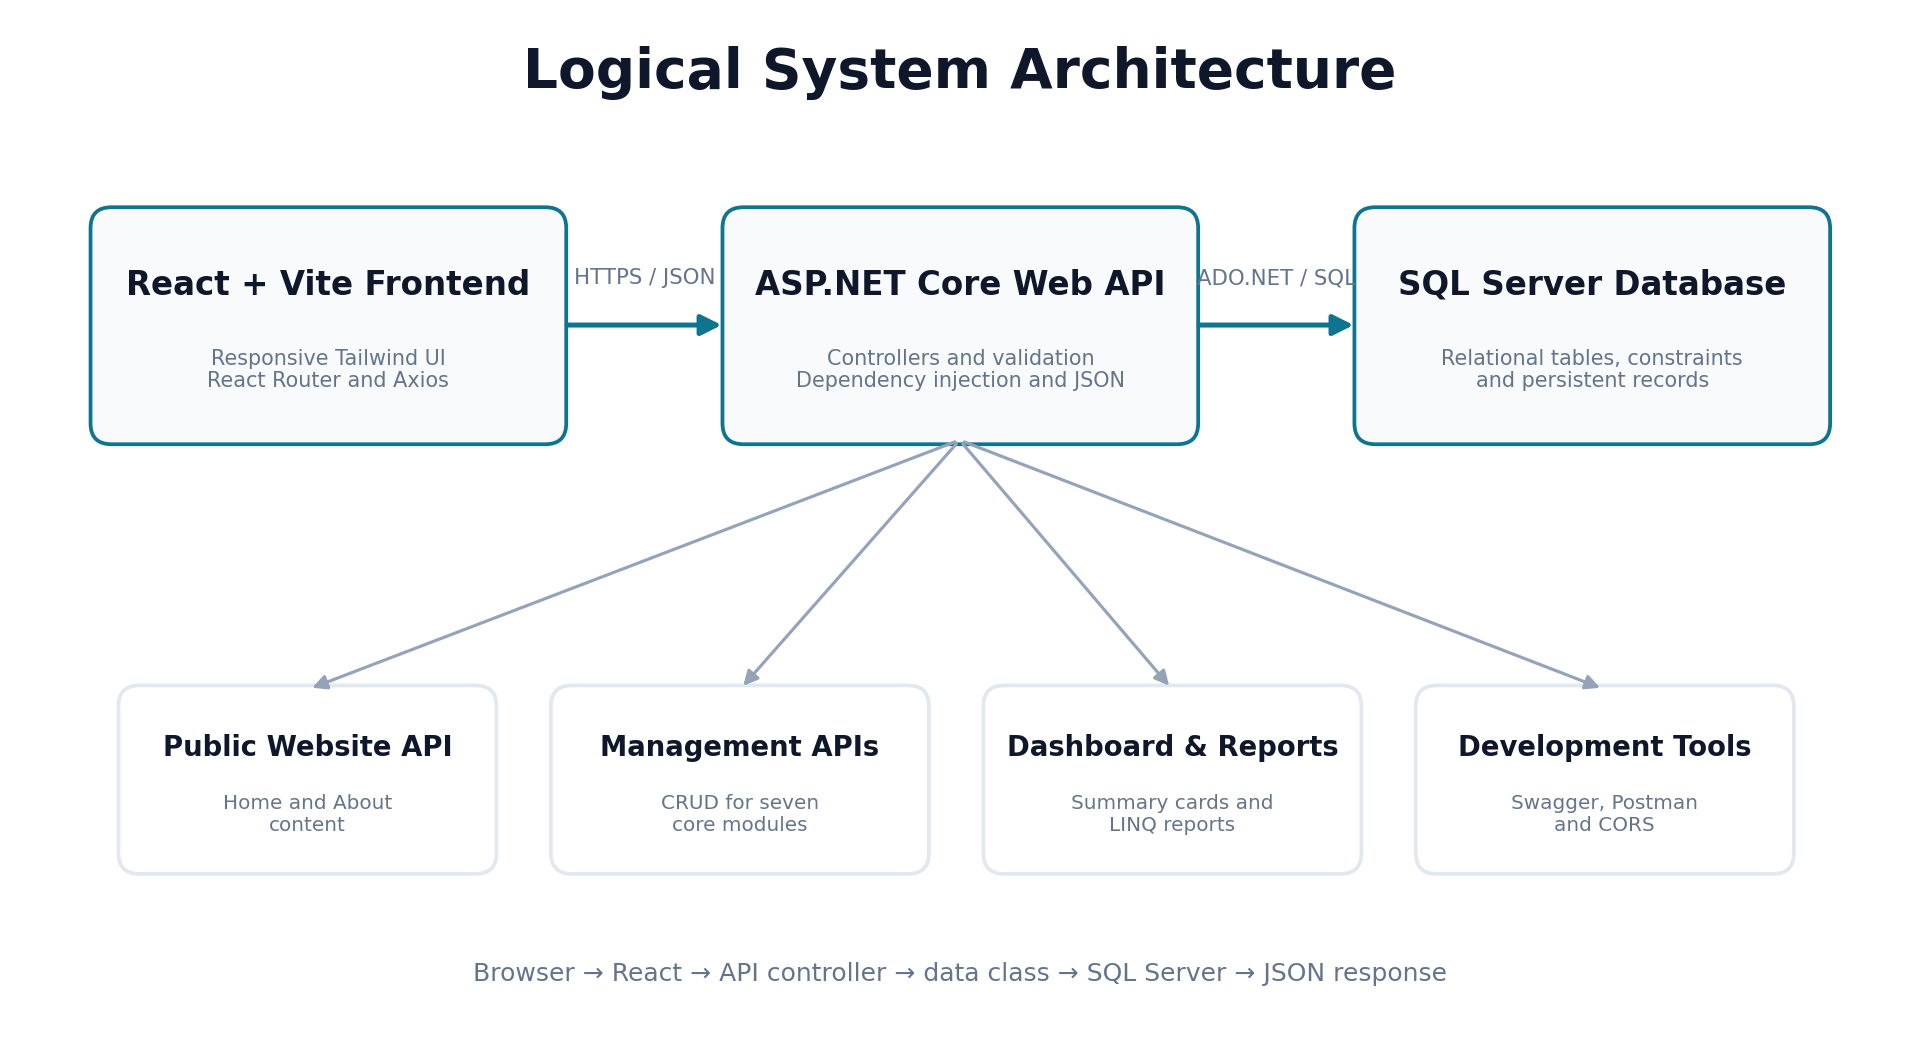 Logical System Architecture
React + Vite Frontend
Responsive Tailwind UI
React Router and Axios
HTTPS / JSON
ASP.NET Core Web API
Controllers and validation
Dependency injection and JSON
ADO.NET / SQL
SQL Server Database
Relational tables, constraints
and persistent records
Public Website API
Home and About
content
Management APIs
CRUD for seven
core modules
Dashboard & Reports
Summary cards and
LINQ reports
Development Tools
Swagger, Postman
and CORS
Browser → React → API controller → data class → SQL Server → JSON response